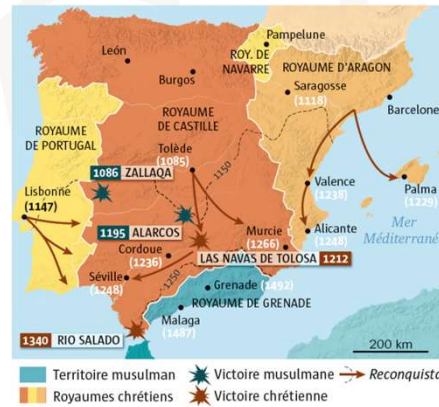 León
Burgos
Pampelune
ROY. DE
NAVARRE
ROYAUME D'ARAGON
Saragosse
(1118)
Barcelone
ROYAUME
DE PORTUGAL
ROYAUME
DE CASTILLE
Tolède
(1085)
1150
1086 ZALLAQA
Lisbonne
(1147)
Valence
(1238)
Palma
(1229)
1195 ALARCOS
Cordoue
(1236)
Murcie
(1266)
Alicante
(1248)
Mer
Méditerrané
LAS NAVAS DE TOLOSA 1212
Séville
(1248)
1250
Grenade (1492)
ROYAUME DE GRENADE
Malaga
(1487)
1340 RIO SALADO
200 km
Territoire musulman
Victoire musulmane
Reconquista
Royaumes chrétiens
Victoire chrétienne